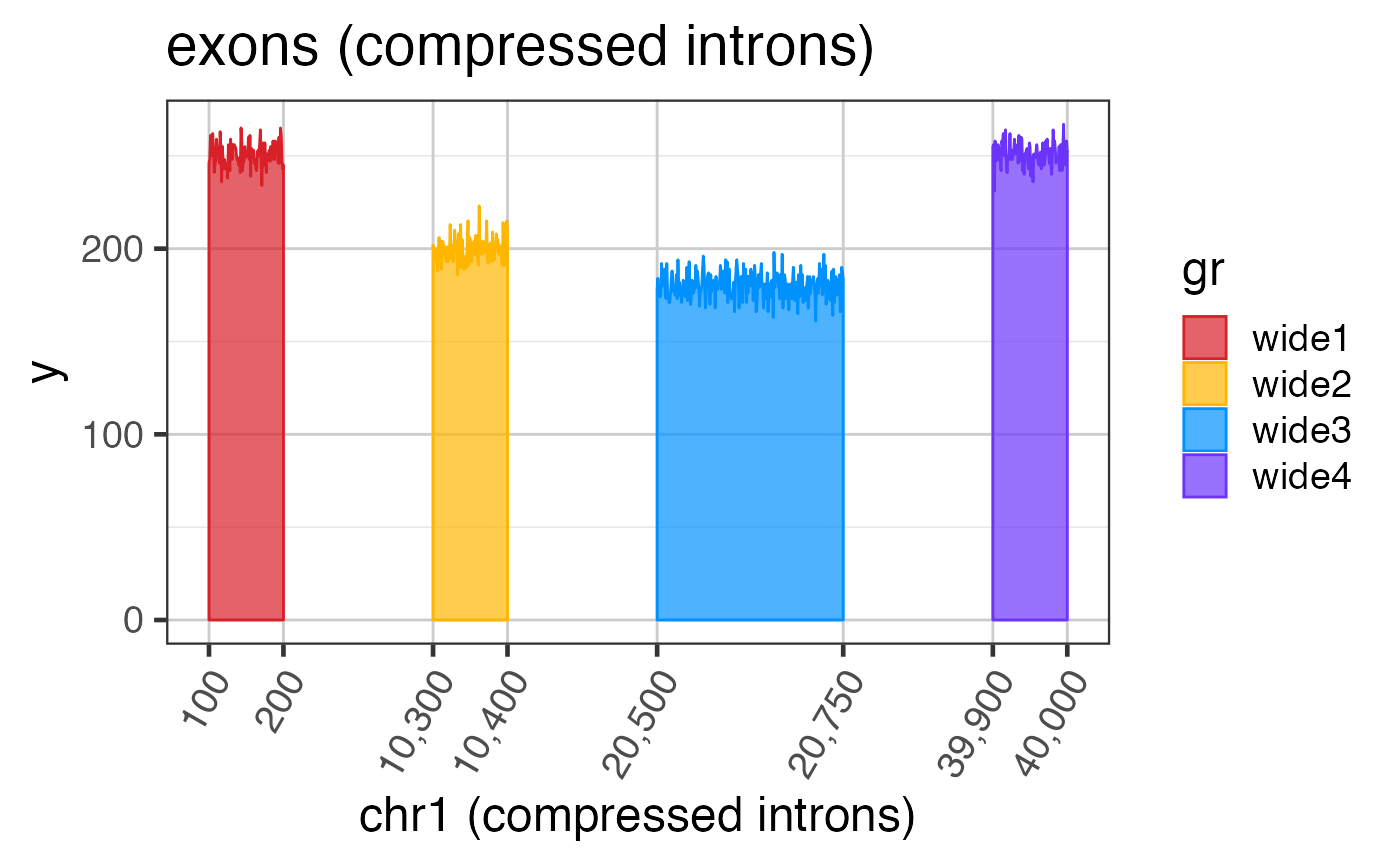 exons (compressed introns)
y
200
100
0
100
200
10,300
10,400
20,500
20,750
39,900
40,000
chr1 (compressed introns)
gr
wide1
wide2
wide3
wide4